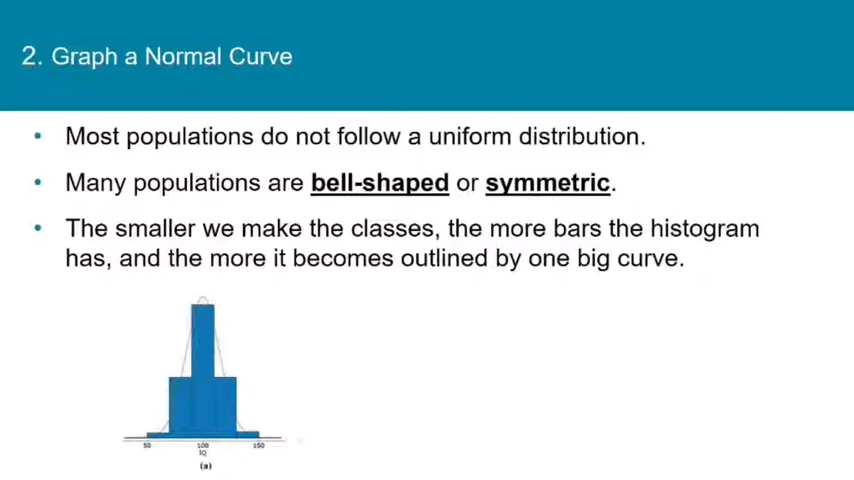 2. Graph a Normal Curve
• Most populations do not follow a uniform distribution.
• Many populations are bell-shaped or symmetric.
• The smaller we make the classes, the more bars the histogram
has, and the more it becomes outlined by one big curve.
50 100 150
IQ
(a)